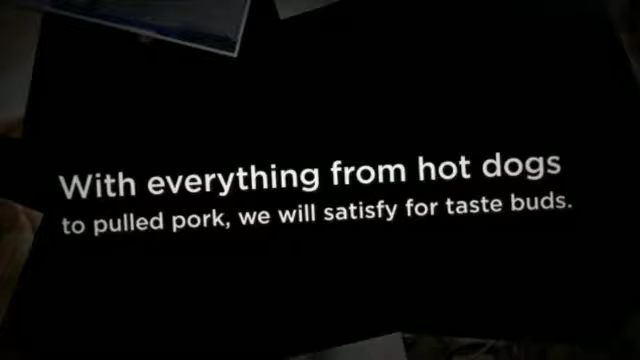 With everything from hot dogs
to pulled pork, we will satisfy for taste buds.